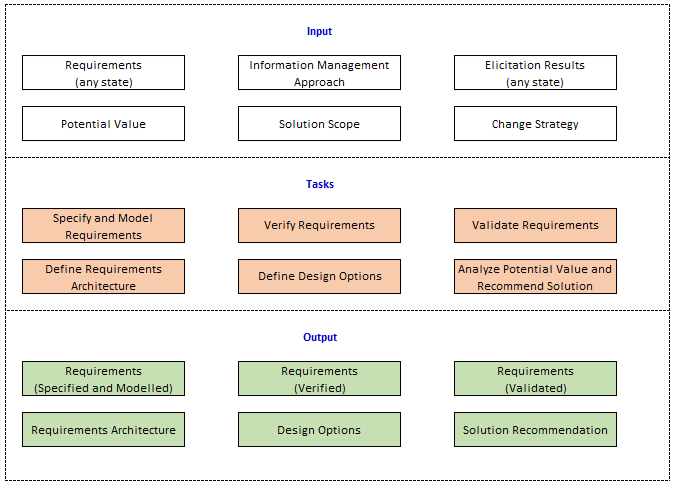 Input
Requirements
(any state)
Information Management
Approach
Elicitation Results
(any state)
Potential Value
Solution Scope
Change Strategy
Tasks
Specify and Model
Requirements
Verify Requirements
Validate Requirements
Define Requirements
Architecture
Define Design Options
Analyze Potential Value and
Recommend Solution
Output
Requirements
(Specified and Modelled)
Requirements
(Verified)
Requirements
(Validated)
Requirements Architecture
Design Options
Solution Recommendation